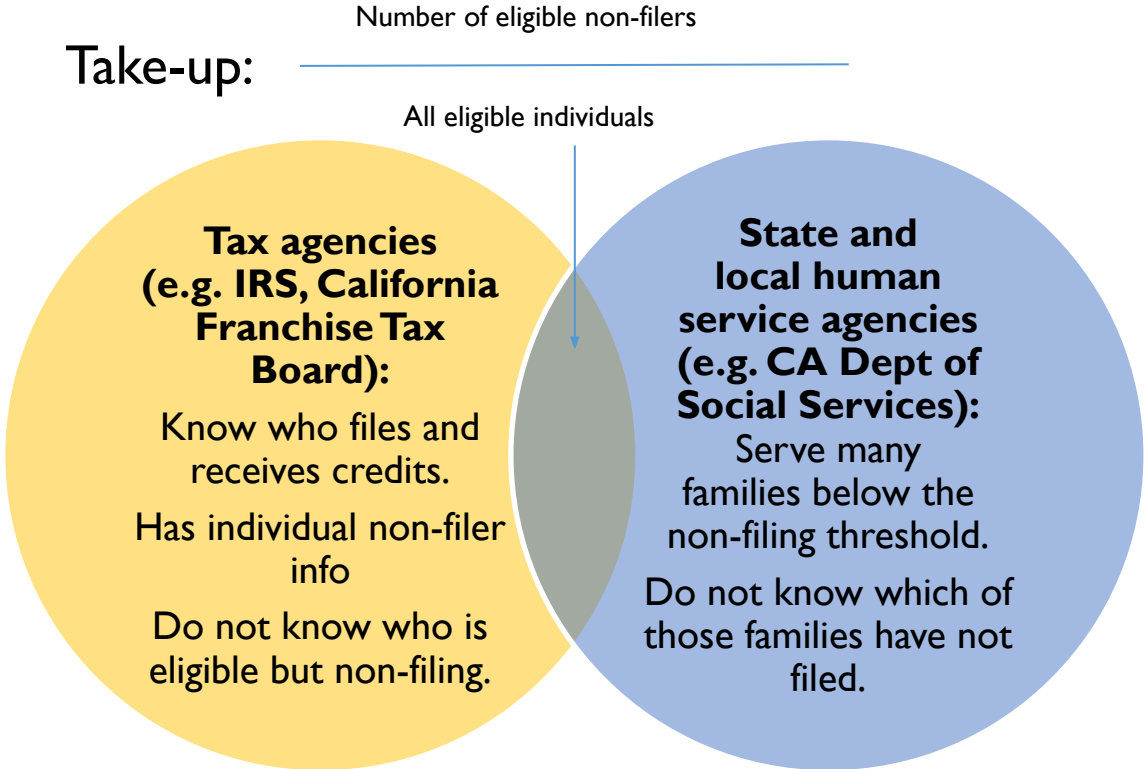 Number of eligible non-filers
Take-up:
All eligible individuals
Tax agencies
(e.g. IRS, California
Franchise Tax
Board):
Know who files and
receives credits.
Has individual non-filer
info
Do not know who is
eligible but non-filing.
State and
local human
service agencies
(e.g. CA Dept of
Social Services):
Serve many
families below the
non-filing threshold.
Do not know which of
those families have not
filed.